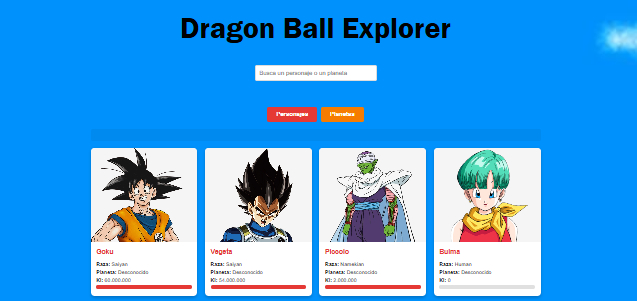 Dragon Ball Explorer
Busca un personaje o un planeta
Personajes
Planetas
Goku
Raza: Saiyan
Planeta: Desconocido
Ki: 60.000.000
Vegeta
Raza: Saiyan
Planeta: Desconocido
Ki: 54.000.000
Piccolo
Raza: Namekian
Planeta: Desconocido
Ki: 2.000.000
Bulma
Raza: Human
Planeta: Desconocido
Ki: 0